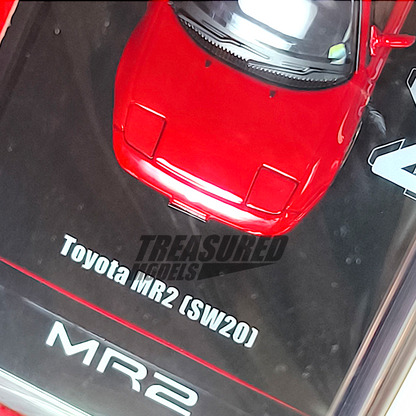 TREASURED
MODELS
Toyota MR2 (SW20)
MR2